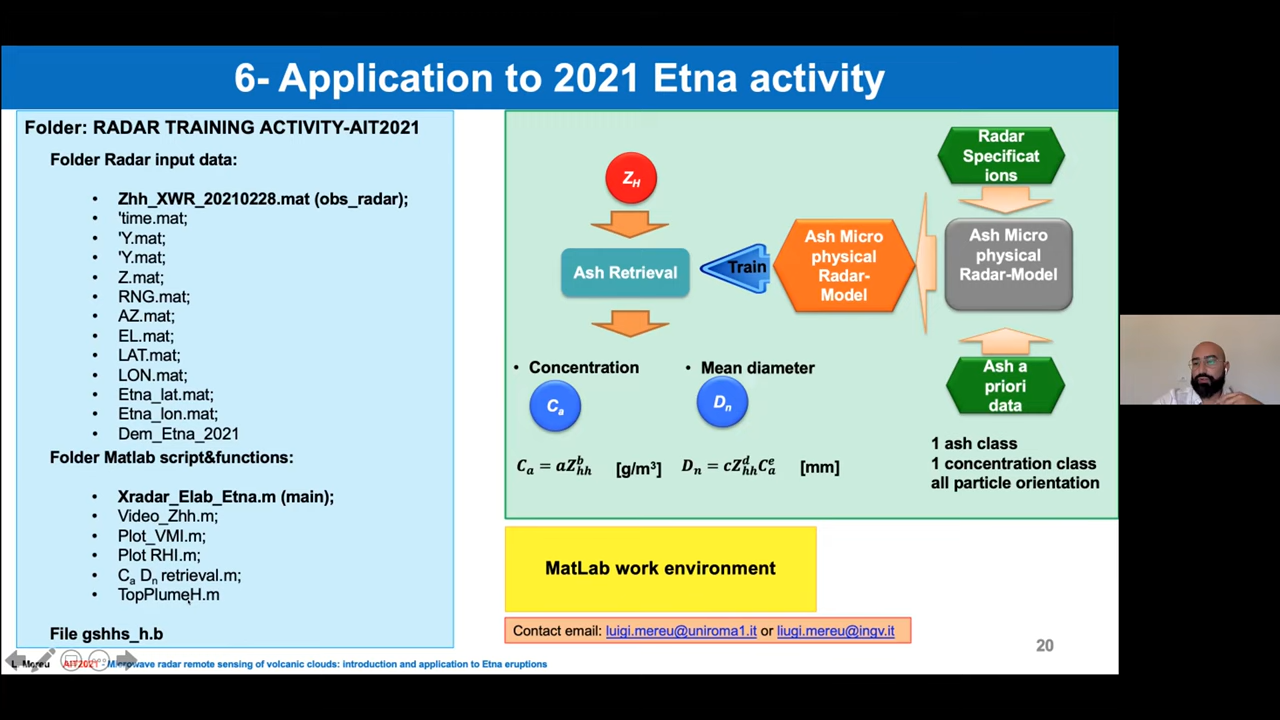 6- Application to 2021 Etna activity
Folder: RADAR TRAINING ACTIVITY-AIT2021
Folder Radar input data:
• Zhh_XWR_20210228.mat (obs_radar);
• 'time.mat;
• 'Y.mat;
• 'Y.mat;
• Z.mat;
• RNG.mat;
• AZ.mat;
• EL.mat;
• LAT.mat;
• LON.mat;
• Etna_lat.mat;
• Etna_lon.mat;
• Dem_Etna_2021
Folder Matlab script&functions:
• Xradar_Elab_Etna.m (main);
• Video_Zhh.m;
• Plot_VMI.m;
• Plot RHI.m;
• Ca Dn retrieval.m;
• TopPlumeH.m
File gshhs_h.b
ZH
Ash Retrieval
Train
Ash Micro
physical
Radar-
Model
Radar
Specificat
ions
Ash Micro
physical
Radar-Model
Ash a
priori
data
• Concentration
Ca
• Mean diameter
Dn
Ca = aZhh^b [g/m³]
Dn = cZhh^d Ca^e [mm]
1 ash class
1 concentration class
all particle orientation
MatLab work environment
Contact email: luigi.mereu@uniroma1.it or liugi.mereu@ingv.it
20
L. Mereu AIT2021 - Microwave radar remote sensing of volcanic clouds: introduction and application to Etna eruptions